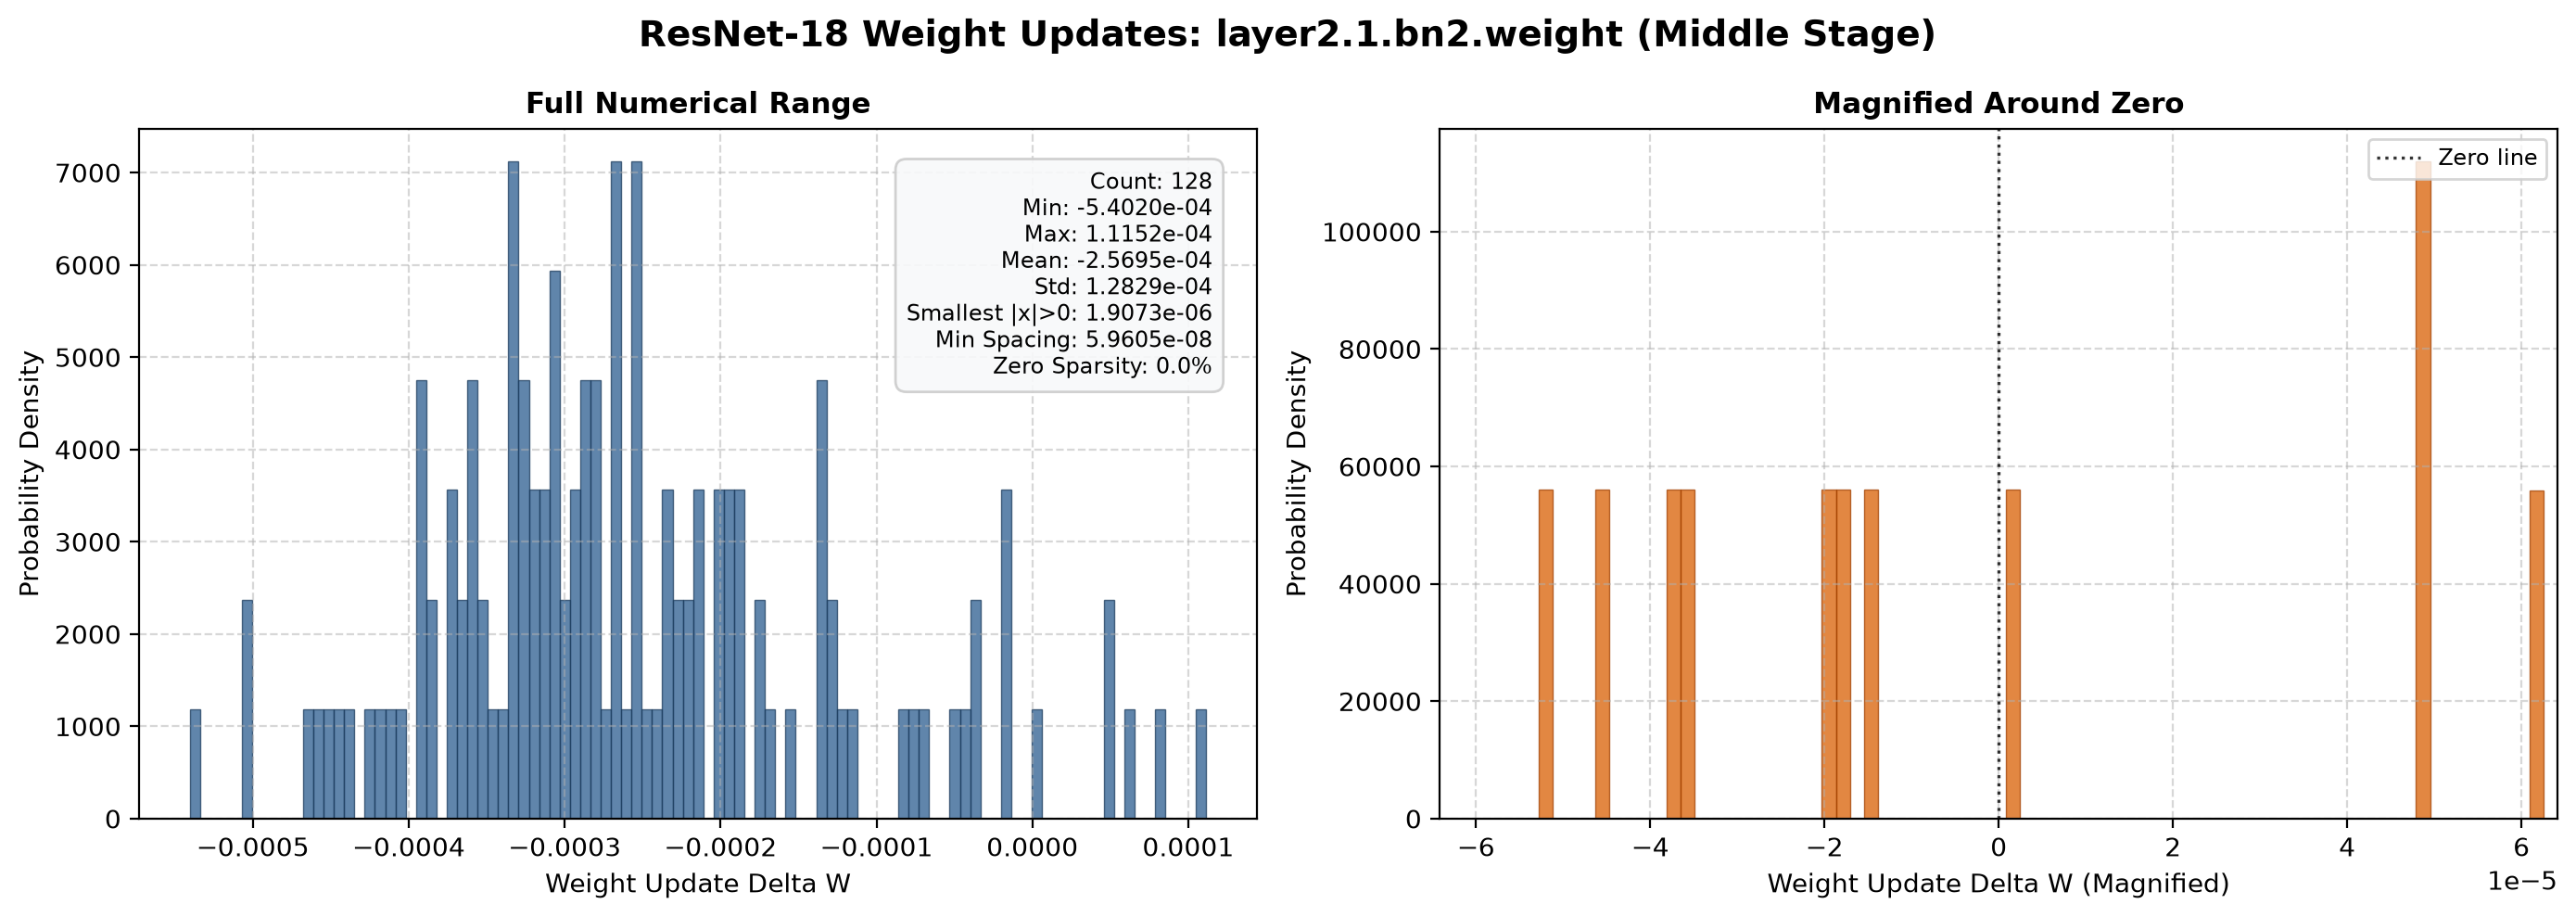 ResNet-18 Weight Updates: layer2.1.bn2.weight (Middle Stage)
Full Numerical Range
Probability Density
7000
6000
5000
4000
3000
2000
1000
0
Count: 128
Min: -5.4020e-04
Max: 1.1152e-04
Mean: -2.5695e-04
Std: 1.2829e-04
Smallest |x|>0: 1.9073e-06
Min Spacing: 5.9605e-08
Zero Sparsity: 0.0%
−0.0005 −0.0004 −0.0003 −0.0002 −0.0001 0.0000 0.0001
Weight Update Delta W
Magnified Around Zero
Probability Density
100000
80000
60000
40000
20000
0
Zero line
−6 −4 −2 0 2 4 6
1e−5
Weight Update Delta W (Magnified)